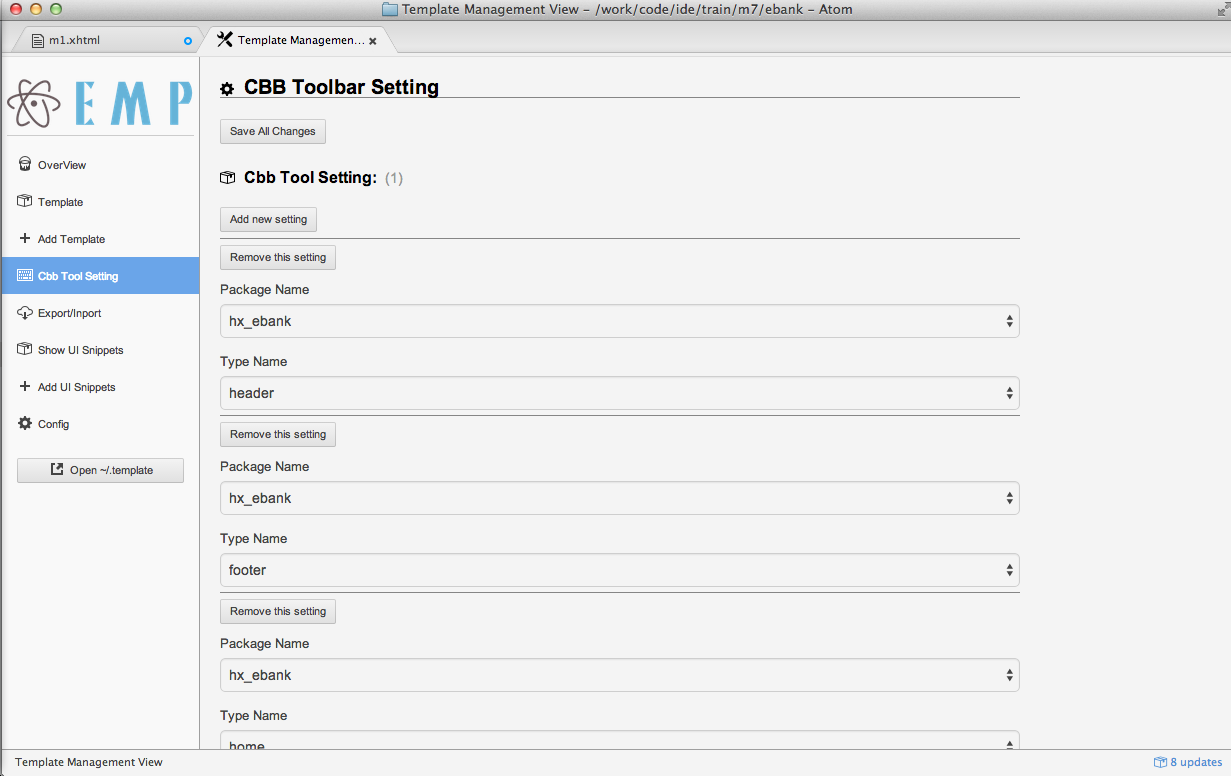 Template Management View – /work/code/ide/train/m7/ebank – Atom
m1.xhtml
Template Managemen...
EMP
OverView
Template
Add Template
Cbb Tool Setting
Export/Inport
Show UI Snippets
Add UI Snippets
Config
Open ~/.template
CBB Toolbar Setting
Save All Changes
Cbb Tool Setting: (1)
Add new setting
Remove this setting
Package Name
hx_ebank
Type Name
header
Remove this setting
Package Name
hx_ebank
Type Name
footer
Remove this setting
Package Name
hx_ebank
Type Name
home
Template Management View
8 updates